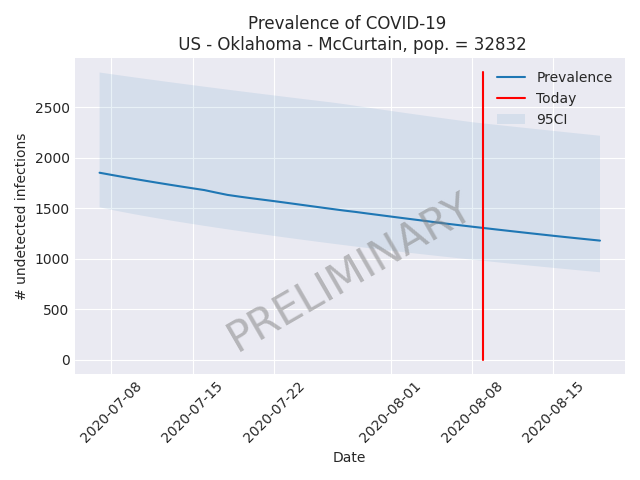 Prevalence of COVID-19
US - Oklahoma - McCurtain, pop. = 32832
Prevalence
Today
95CI
# undetected infections
2500
2000
1500
1000
500
0
PRELIMINARY
2020-07-08
2020-07-15
2020-07-22
2020-08-01
2020-08-08
2020-08-15
Date